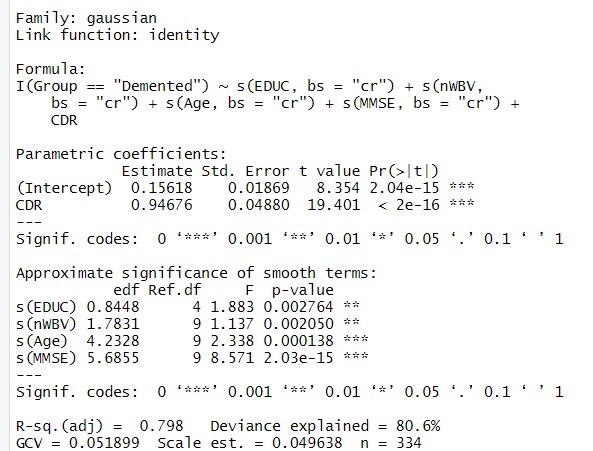 Family: gaussian
Link function: identity
Formula:
I(Group == "Demented") ~ s(EDUC, bs = "cr") + s(nWBV,
bs = "cr") + s(Age, bs = "cr") + s(MMSE, bs = "cr") +
CDR
Parametric coefficients:
Estimate Std. Error t value Pr(>|t|)
(Intercept) 0.15618 0.01869 8.354 2.04e-15 ***
CDR 0.94676 0.04880 19.401 < 2e-16 ***
---
Signif. codes: 0 ‘***’ 0.001 ‘**’ 0.01 ‘*’ 0.05 ‘.’ 0.1 ‘ ’ 1
Approximate significance of smooth terms:
edf Ref.df F p-value
s(EDUC) 0.8448 4 1.883 0.002764 **
s(nWBV) 1.7831 9 1.137 0.002050 **
s(Age) 4.2328 9 2.338 0.000138 ***
s(MMSE) 5.6855 9 8.571 2.03e-15 ***
---
Signif. codes: 0 ‘***’ 0.001 ‘**’ 0.01 ‘*’ 0.05 ‘.’ 0.1 ‘ ’ 1
R-sq.(adj) = 0.798 Deviance explained = 80.6%
GCV = 0.051899 Scale est. = 0.049638 n = 334